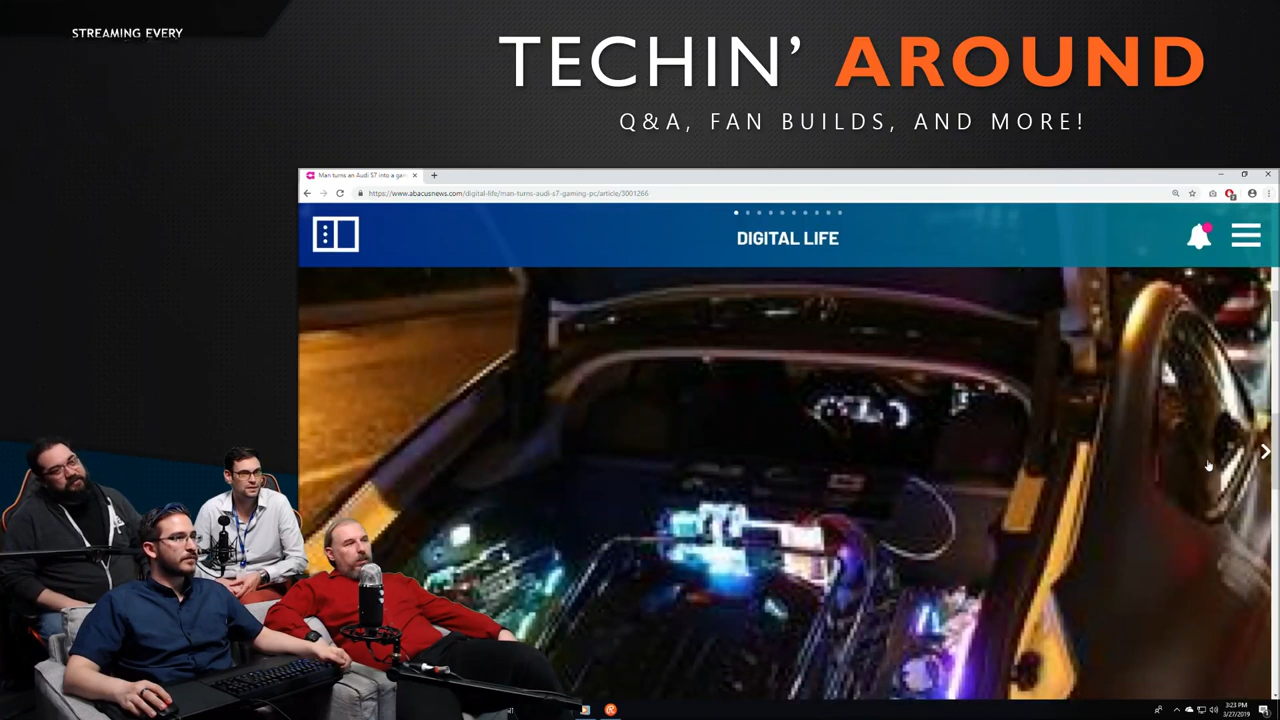 STREAMING EVERY
TECHIN' AROUND
Q&A, FAN BUILDS, AND MORE!
Man turns an Audi S7 into a gam
https://www.abacusnews.com/digital-life/man-turns-audi-s7-gaming-pc/article/3001266
DIGITAL LIFE
3:23 PM
3/27/2019